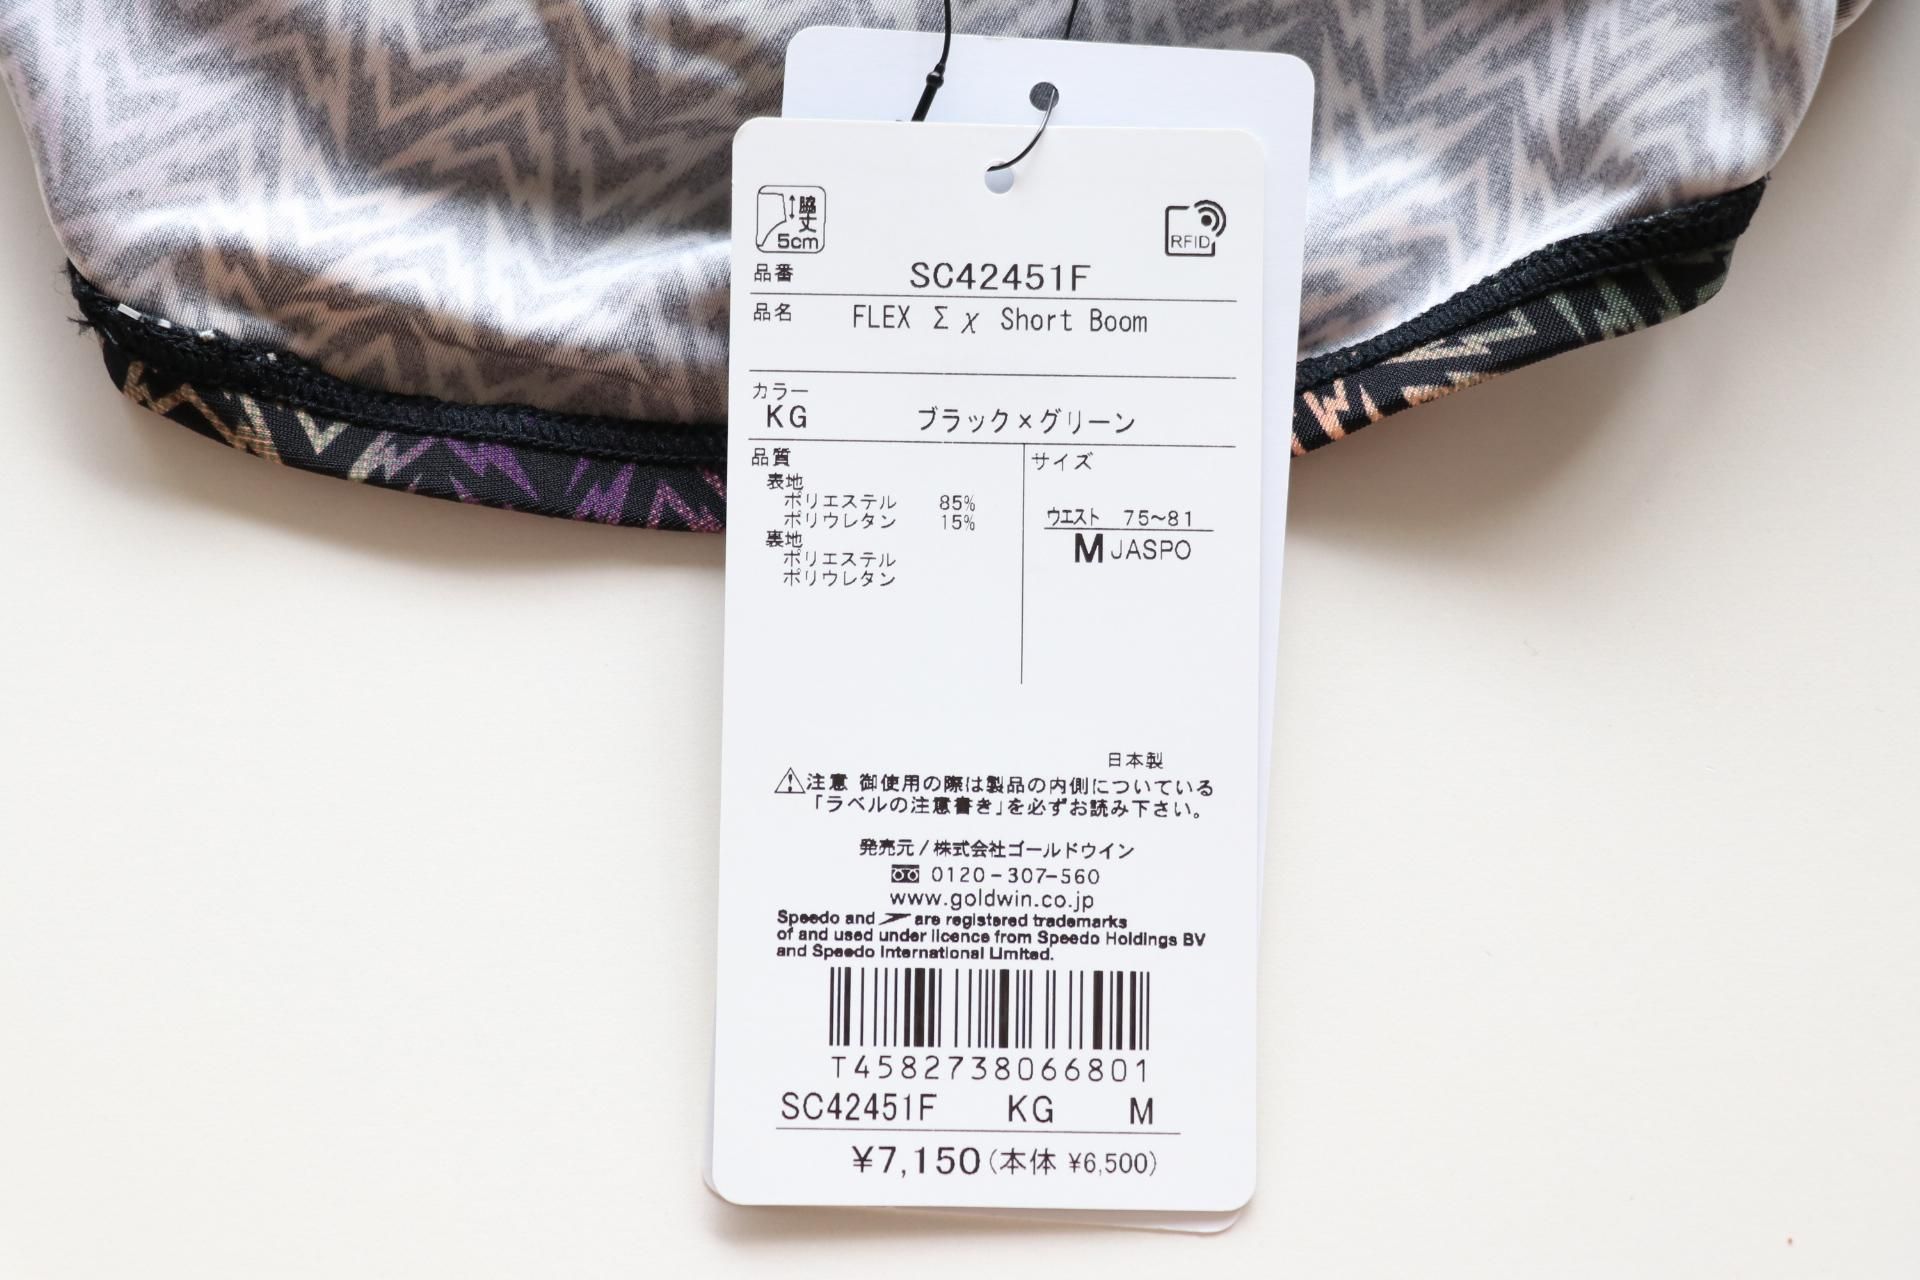 脇丈
5cm
RFID
品番 SC42451F
品名 FLEX Σχ Short Boom
カラー
KG ブラック×グリーン
品質
表地
ポリエステル 85%
ポリウレタン 15%
裏地
ポリエステル
ポリウレタン
サイズ
ウエスト 75~81
M JASPO
日本製
⚠注意 御使用の際は製品の内側についている
「ラベルの注意書き」を必ずお読み下さい。
発売元/株式会社ゴールドウイン
0120-307-560
www.goldwin.co.jp
Speedo and are registered trademarks
of and used under licence from Speedo Holdings BV
and Speedo International Limited.
T4582738066801
SC42451F KG M
¥7,150(本体 ¥6,500)